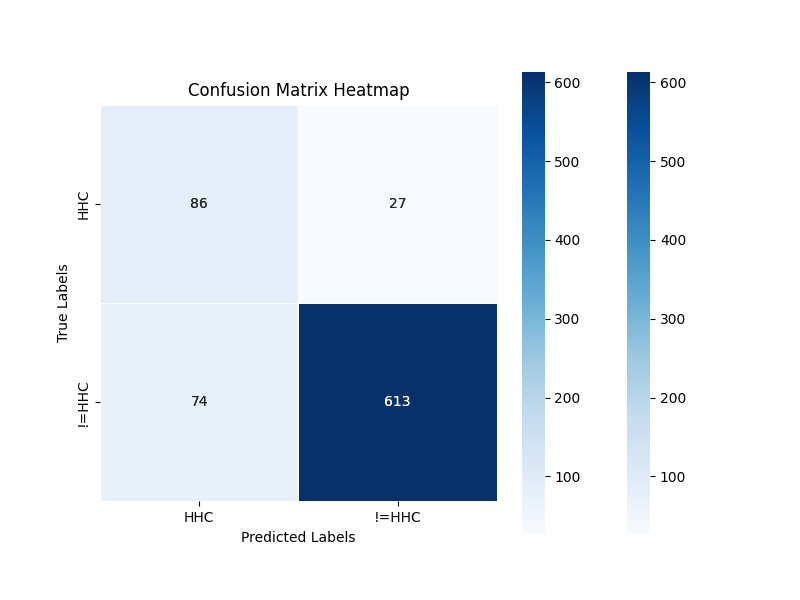 Confusion Matrix Heatmap
True Labels
HHC
!=HHC
86
27
74
613
HHC
!=HHC
Predicted Labels
600
500
400
300
200
100
600
500
400
300
200
100